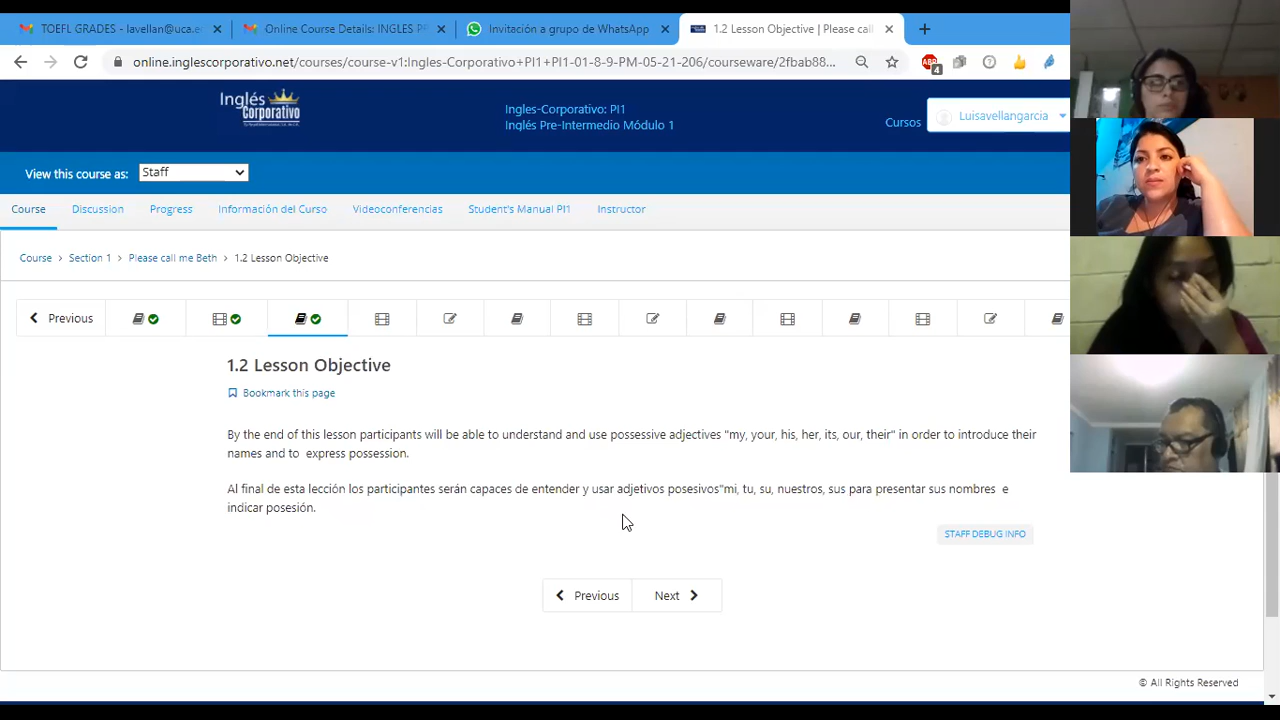 TOEFL GRADES - lavellan@uca.e
Online Course Details: INGLES PF
Invitación a grupo de WhatsApp
1.2 Lesson Objective | Please call
online.inglescorporativo.net/courses/course-v1:Ingles-Corporativo+PI1+PI1-01-8-9-PM-05-21-206/courseware/2fbab88...
ABP
4
Inglés
Corporativo
Ingles-Corporativo: PI1
Inglés Pre-Intermedio Módulo 1
Cursos
Luisavellangarcia
View this course as:
Staff
Course
Discussion
Progress
Información del Curso
Videoconferencias
Student's Manual PI1
Instructor
Course > Section 1 > Please call me Beth > 1.2 Lesson Objective
Previous
1.2 Lesson Objective
Bookmark this page
By the end of this lesson participants will be able to understand and use possessive adjectives "my, your, his, her, its, our, their" in order to introduce their
names and to express possession.
Al final de esta lección los participantes serán capaces de entender y usar adjetivos posesivos"mi, tu, su, nuestros, sus para presentar sus nombres e
indicar posesión.
STAFF DEBUG INFO
Previous
Next
© All Rights Reserved